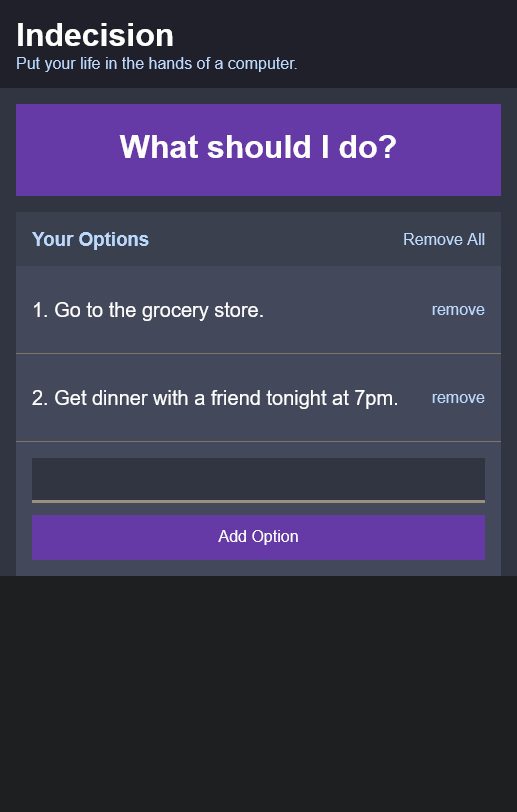 Indecision
Put your life in the hands of a computer.
What should I do?
Your Options
Remove All
1. Go to the grocery store.
remove
2. Get dinner with a friend tonight at 7pm.
remove
Add Option